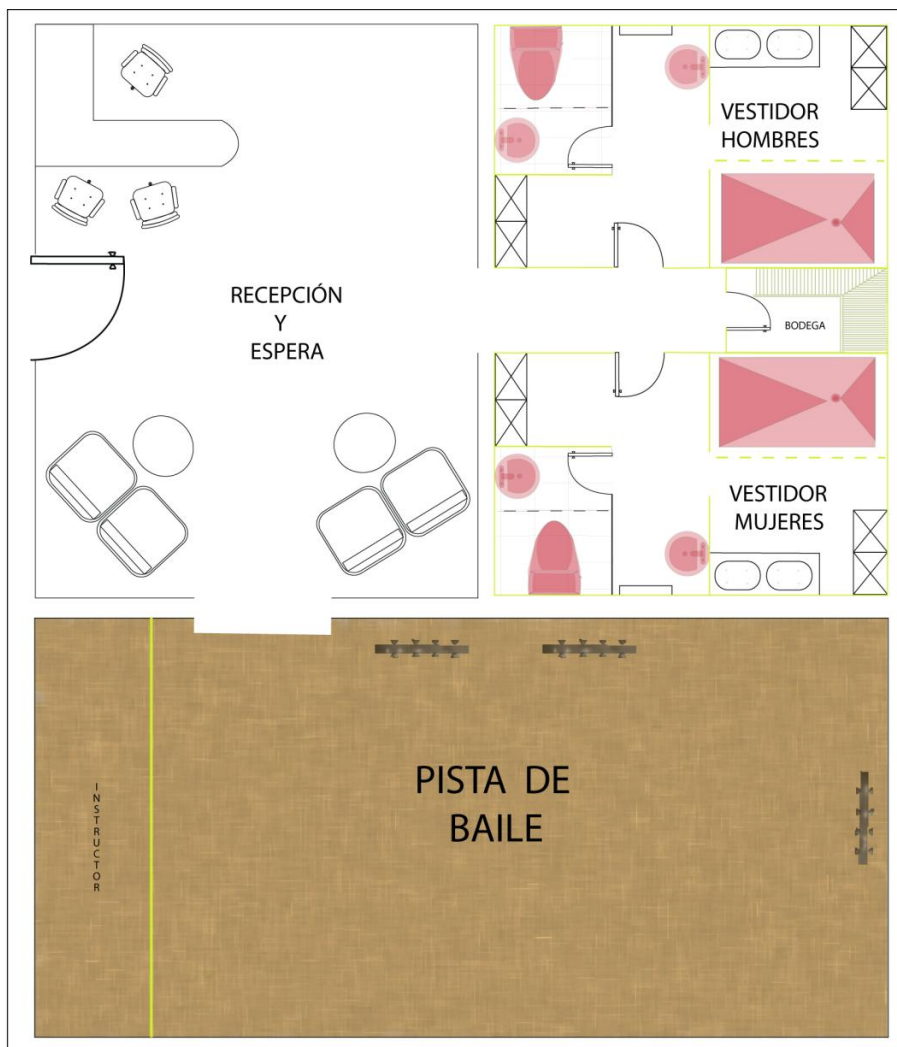 VESTIDOR
HOMBRES
RECEPCIÓN
Y
ESPERA
BODEGA
VESTIDOR
MUJERES
PISTA DE
BAILE
INSTRUCTOR